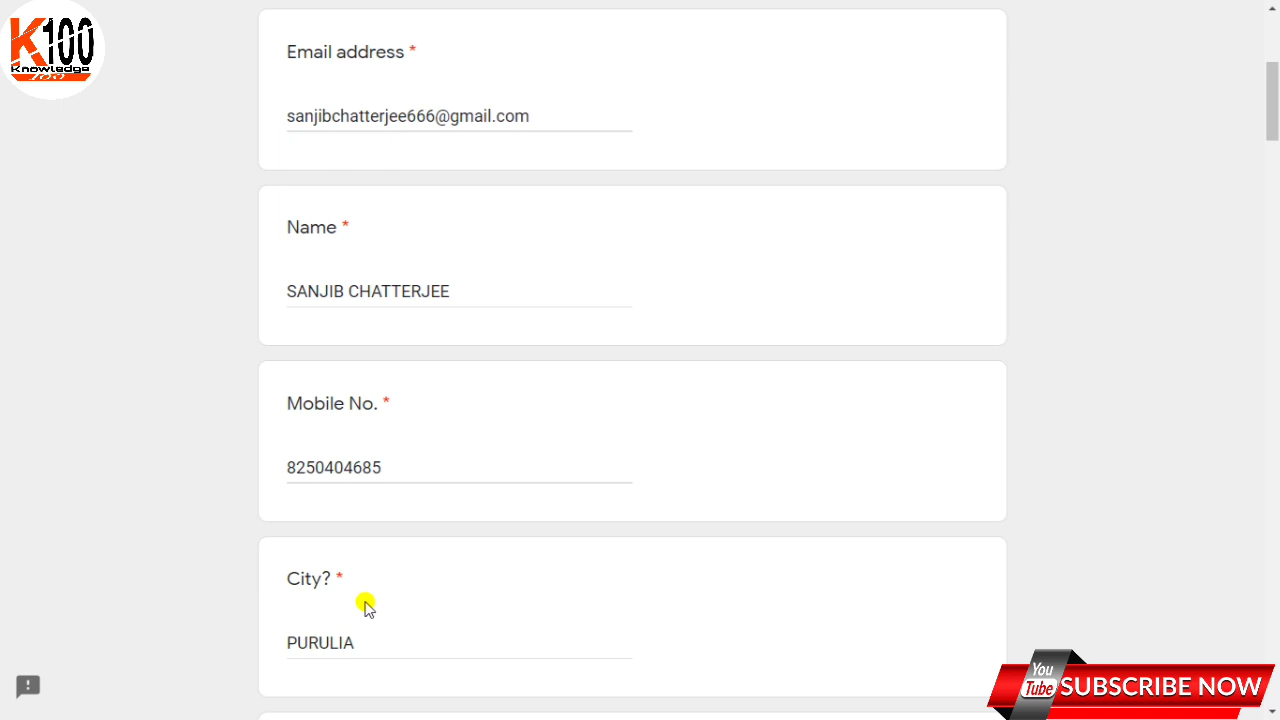 K100
Knowledge
Email address *
sanjibchatterjee666@gmail.com
Name *
SANJIB CHATTERJEE
Mobile No. *
8250404685
City? *
PURULIA
You
Tube
SUBSCRIBE NOW